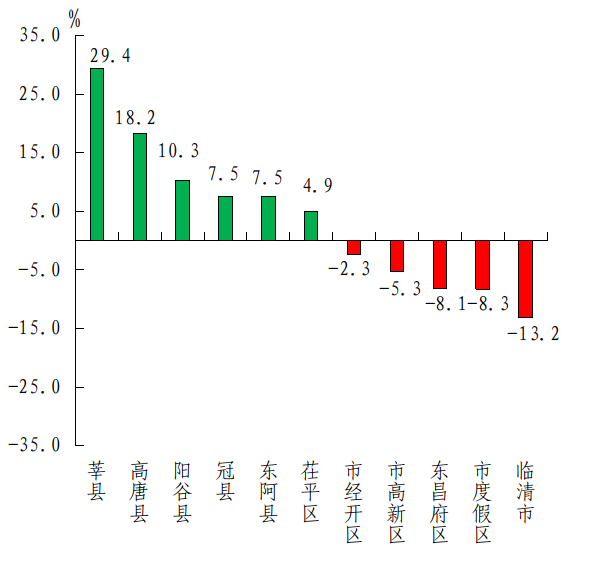 %
35.0
25.0
15.0
5.0
-5.0
-15.0
-25.0
-35.0
29.4
18.2
10.3
7.5
7.5
4.9
-2.3
-5.3
-8.1
-8.3
-13.2
莘县
高唐县
阳谷县
冠县
东阿县
茌平区
市经开区
市高新区
东昌府区
市度假区
临清市